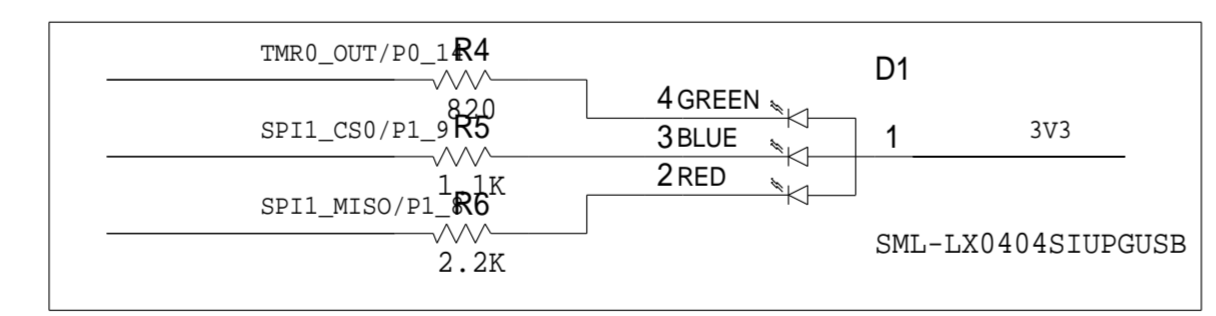 TMR0_OUT/P0_14
R4
820
SPI1_CS0/P1_9
R5
1.1K
SPI1_MISO/P1_8
R6
2.2K
4 GREEN
3 BLUE
2 RED
D1
1
3V3
SML-LX0404SIUPGUSB